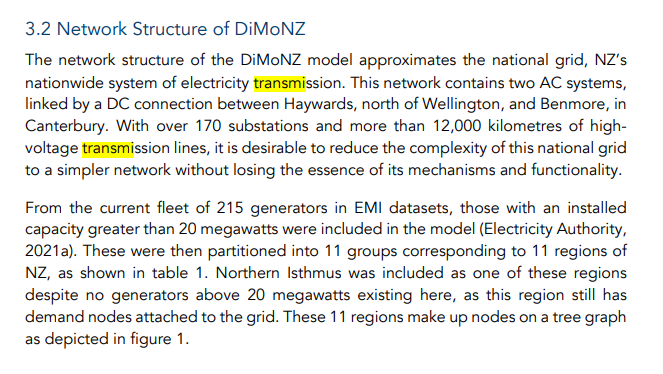 3.2 Network Structure of DiMoNZ
The network structure of the DiMoNZ model approximates the national grid, NZ’s
nationwide system of electricity transmission. This network contains two AC systems,
linked by a DC connection between Haywards, north of Wellington, and Benmore, in
Canterbury. With over 170 substations and more than 12,000 kilometres of high-
voltage transmission lines, it is desirable to reduce the complexity of this national grid
to a simpler network without losing the essence of its mechanisms and functionality.
From the current fleet of 215 generators in EMI datasets, those with an installed
capacity greater than 20 megawatts were included in the model (Electricity Authority,
2021a). These were then partitioned into 11 groups corresponding to 11 regions of
NZ, as shown in table 1. Northern Isthmus was included as one of these regions
despite no generators above 20 megawatts existing here, as this region still has
demand nodes attached to the grid. These 11 regions make up nodes on a tree graph
as depicted in figure 1.